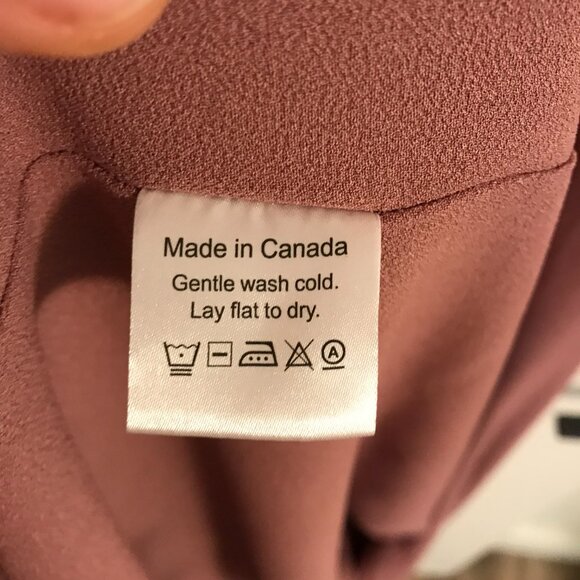 Made in Canada
Gentle wash cold.
Lay flat to dry.
A